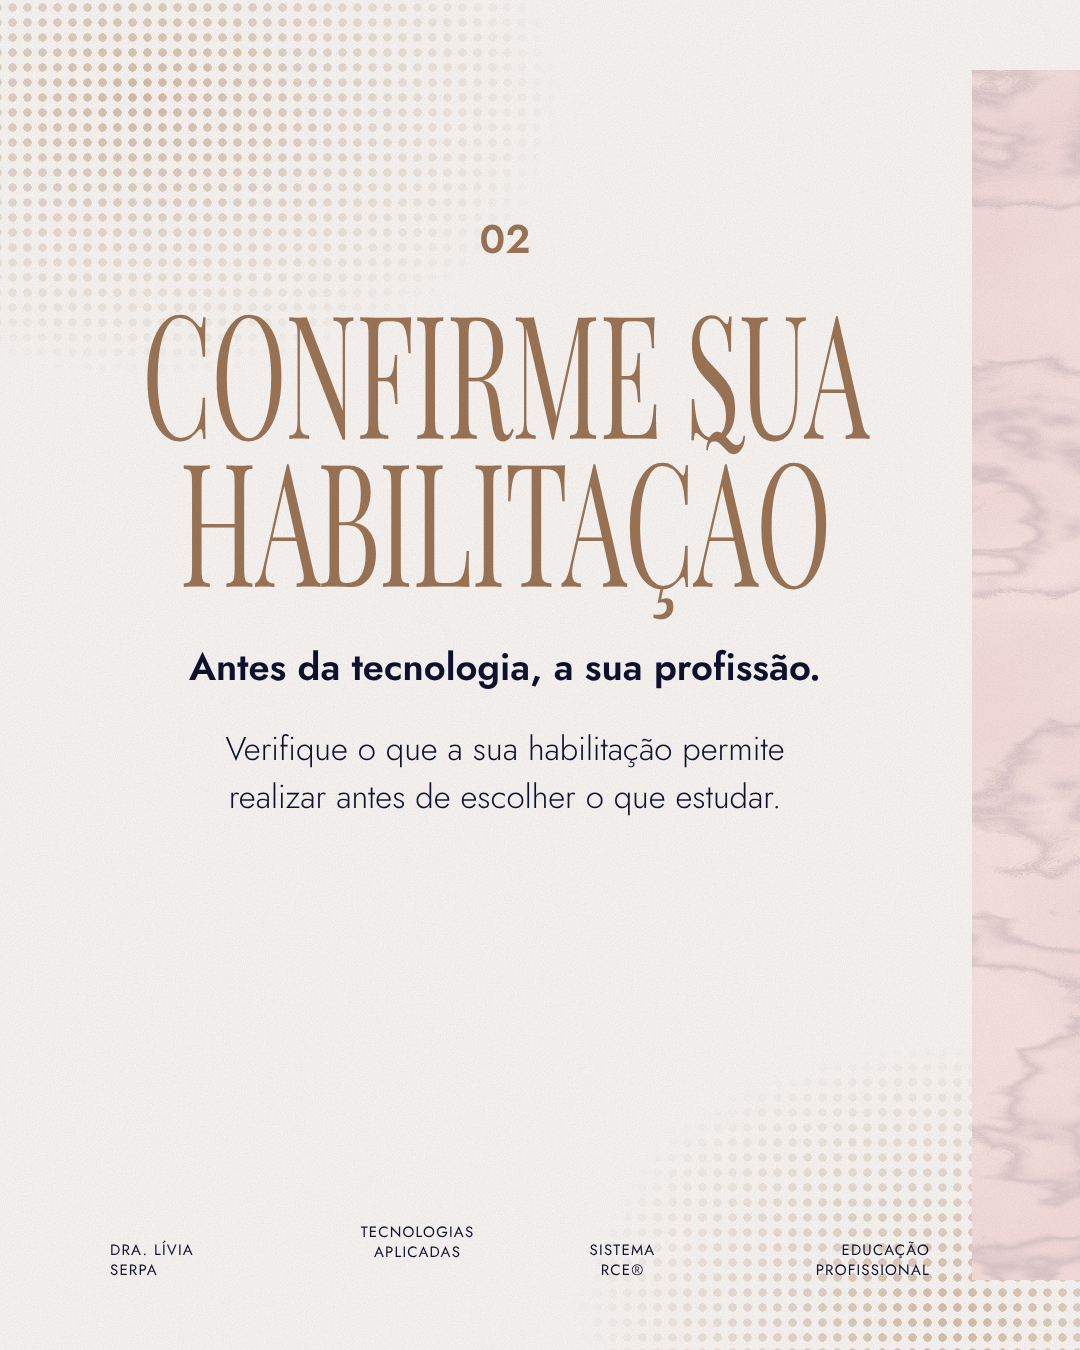 02
CONFIRME SUA
HABILITAÇÃO
Antes da tecnologia, a sua profissão.
Verifique o que a sua habilitação permite
realizar antes de escolher o que estudar.
DRA. LÍVIA
SERPA
TECNOLOGIAS
APLICADAS
SISTEMA
RCE®
EDUCAÇÃO
PROFISSIONAL